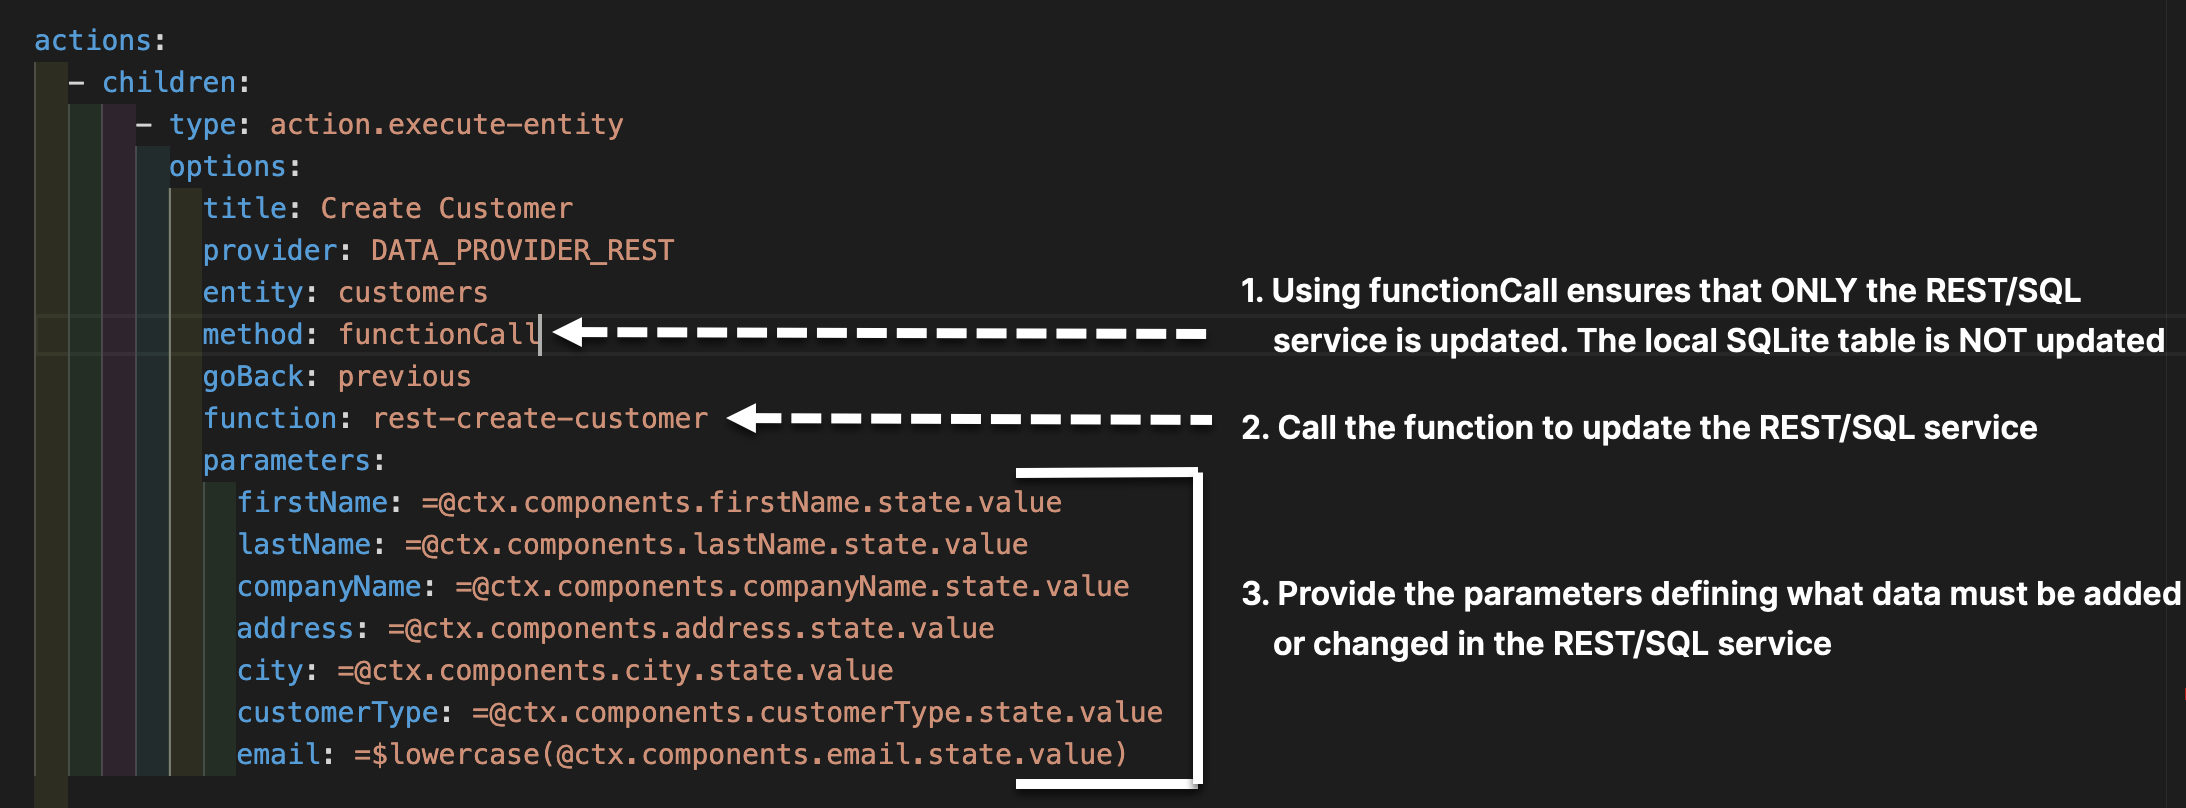 actions:
- children:
- type: action.execute-entity
options:
title: Create Customer
provider: DATA_PROVIDER_REST
entity: customers
method: functionCall
goBack: previous
function: rest-create-customer
parameters:
firstName: =@ctx.components.firstName.state.value
lastName: =@ctx.components.lastName.state.value
companyName: =@ctx.components.companyName.state.value
address: =@ctx.components.address.state.value
city: =@ctx.components.city.state.value
customerType: =@ctx.components.customerType.state.value
email: =$lowercase(@ctx.components.email.state.value)
1. Using functionCall ensures that ONLY the REST/SQL
service is updated. The local SQLite table is NOT updated
2. Call the function to update the REST/SQL service
3. Provide the parameters defining what data must be added
or changed in the REST/SQL service